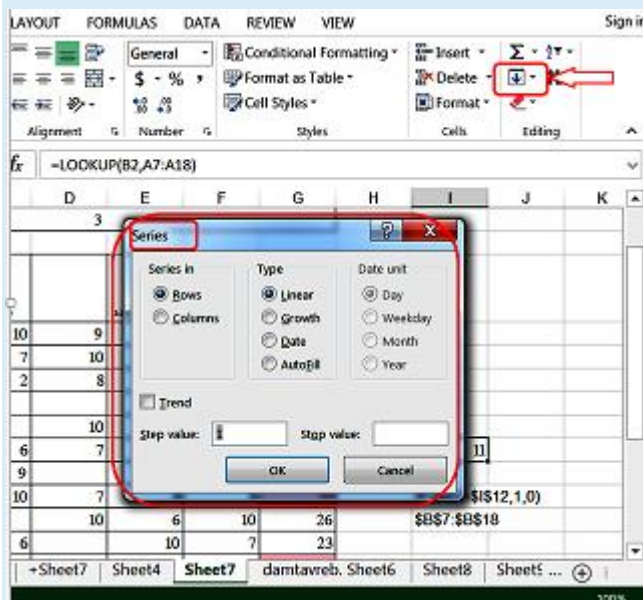 LAYOUT FORMULAS DATA REVIEW VIEW Sign in
General Conditional Formatting Insert
$ - % , Format as Table Delete
Cell Styles Format
Alignment Number Styles Cells Editing
fx =LOOKUP(B2,A7:A18)
D E F G H I J K
3
Series
Series in Type Date unit
Rows Linear Day
Columns Growth Weekday
Date Month
AutoFill Year
10 9
7 10
2 8
Trend
10
Step value: 1 Stop value:
6 7 11
OK Cancel
9
10 7 $I$12,1,0)
10 6 10 26 $B$7:$B$18
6 10 7 23
+Sheet7 Sheet4 Sheet7 damtavreb. Sheet6 Sheet8 Sheet9 ...
100%